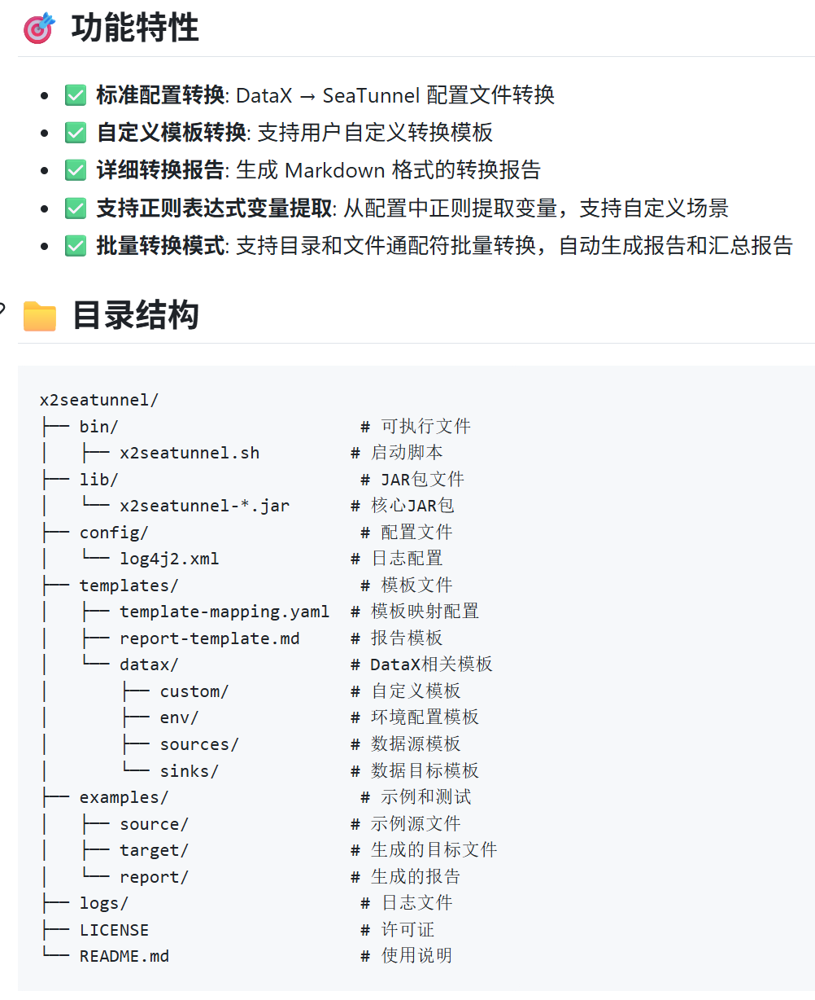 🎯 功能特性
• ✅ 标准配置转换: DataX → SeaTunnel 配置文件转换
• ✅ 自定义模板转换: 支持用户自定义转换模板
• ✅ 详细转换报告: 生成 Markdown 格式的转换报告
• ✅ 支持正则表达式变量提取: 从配置中正则提取变量，支持自定义场景
• ✅ 批量转换模式: 支持目录和文件通配符批量转换，自动生成报告和汇总报告
📁 目录结构
x2seatunnel/
├── bin/                        # 可执行文件
│   ├── x2seatunnel.sh         # 启动脚本
├── lib/                        # JAR包文件
│   └── x2seatunnel-*.jar      # 核心JAR包
├── config/                     # 配置文件
│   └── log4j2.xml             # 日志配置
├── templates/                  # 模板文件
│   ├── template-mapping.yaml  # 模板映射配置
│   ├── report-template.md     # 报告模板
│   └── datax/                 # DataX相关模板
│       ├── custom/            # 自定义模板
│       ├── env/               # 环境配置模板
│       ├── sources/           # 数据源模板
│       └── sinks/             # 数据目标模板
├── examples/                   # 示例和测试
│   ├── source/                # 示例源文件
│   ├── target/                # 生成的目标文件
│   └── report/                # 生成的报告
├── logs/                       # 日志文件
├── LICENSE                     # 许可证
└── README.md                   # 使用说明